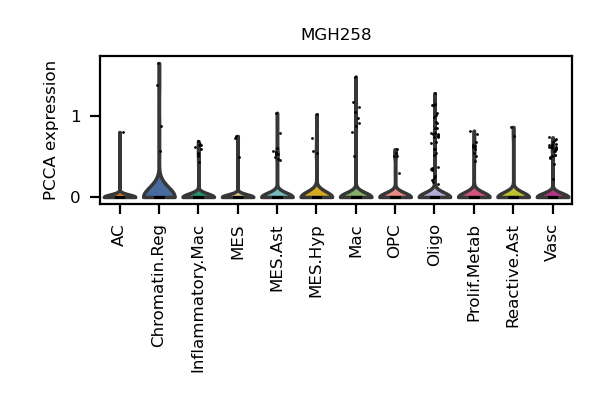 MGH258
PCCA expression
1
0
AC
Chromatin.Reg
Inflammatory.Mac
MES
MES.Ast
MES.Hyp
Mac
OPC
Oligo
Prolif.Metab
Reactive.Ast
Vasc